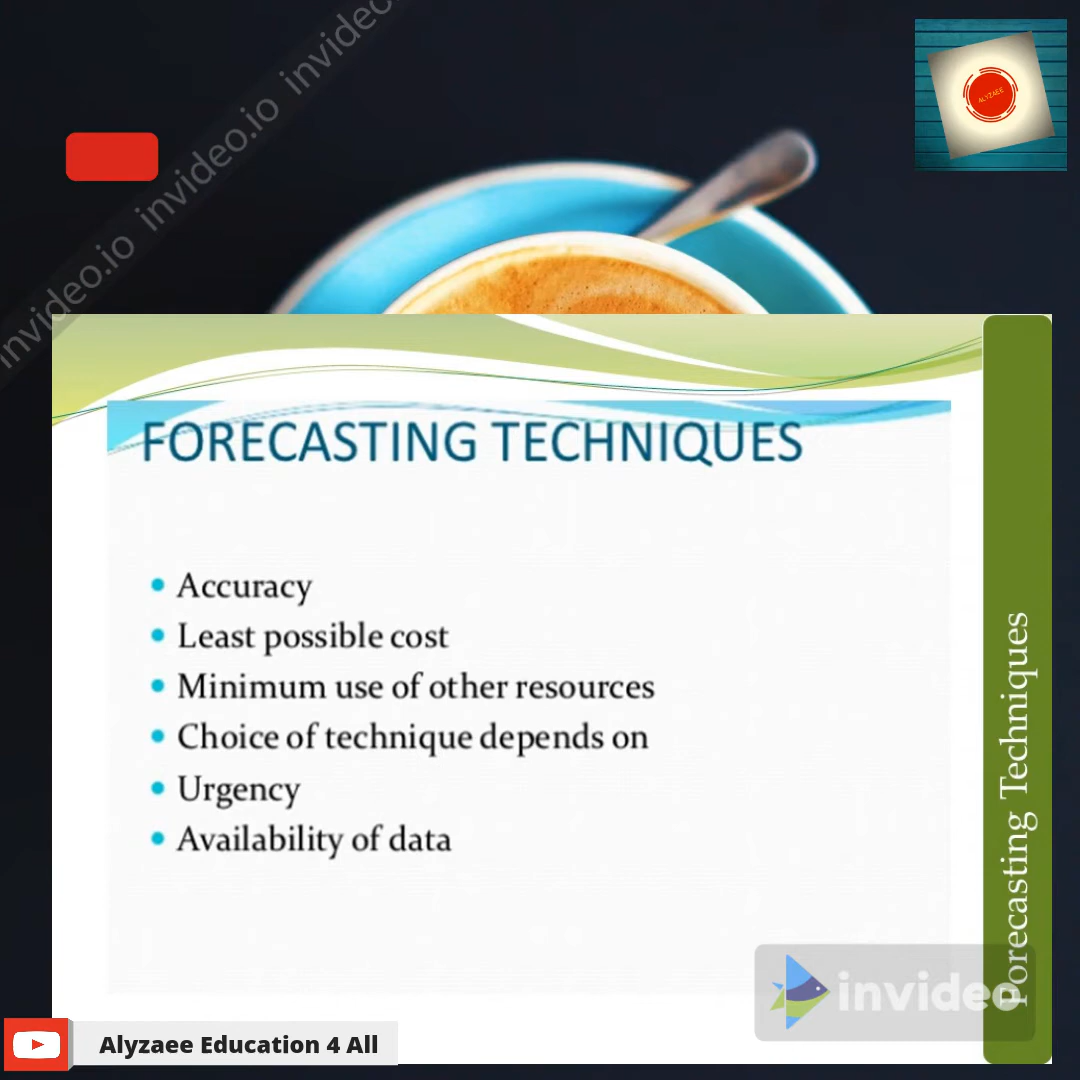 invideo.io invideo.io invideo
ALYZAEE
FORECASTING TECHNIQUES
Accuracy
Least possible cost
Minimum use of other resources
Choice of technique depends on
Urgency
Availability of data
Forecasting Techniques
invideo
Alyzaee Education 4 All